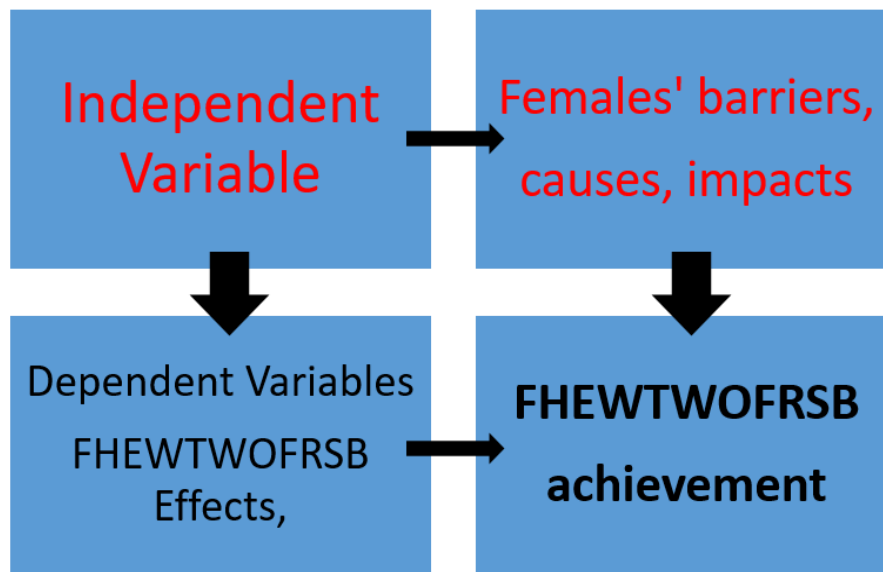 Independent
Variable
Females' barriers,
causes, impacts
Dependent Variables
FHEWTWOFRSB
Effects,
FHEWTWOFRSB
achievement